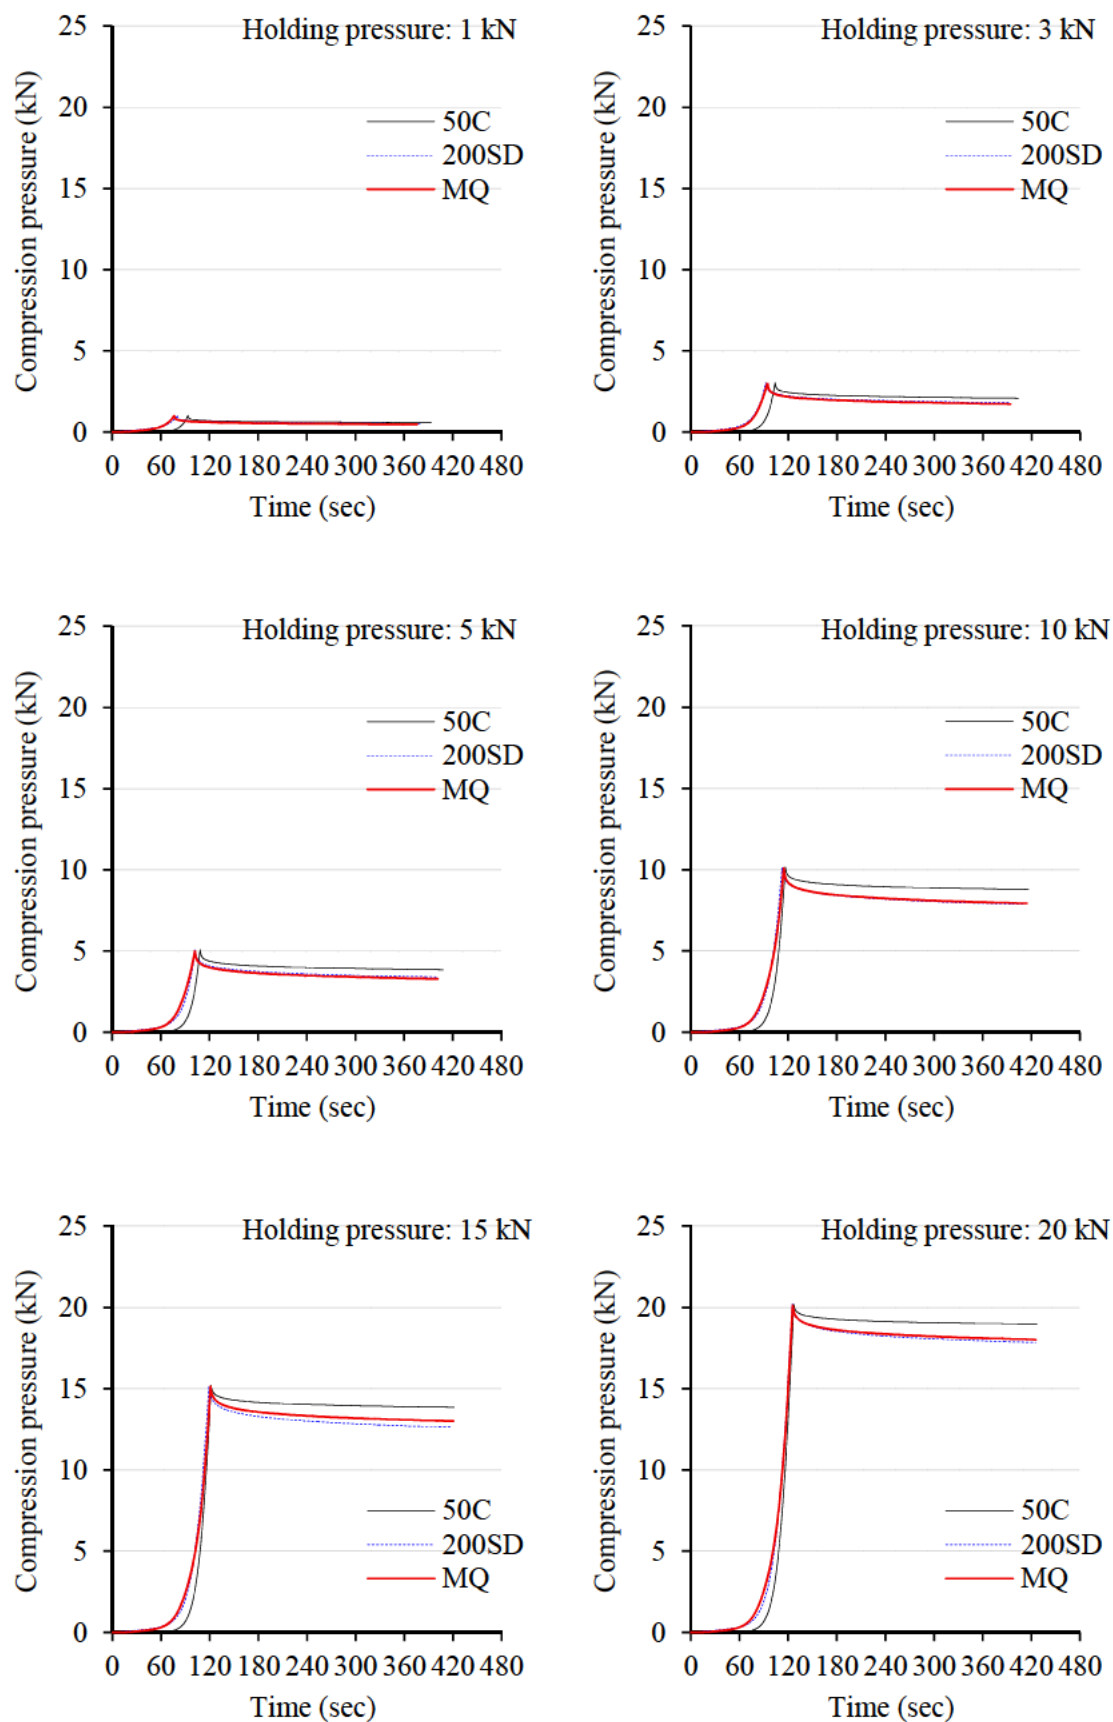 Holding pressure: 1 kN
Compression pressure (kN)
25
20
15
10
5
0
50C
200SD
MQ
0 60 120 180 240 300 360 420 480
Time (sec)
Holding pressure: 3 kN
Compression pressure (kN)
25
20
15
10
5
0
50C
200SD
MQ
0 60 120 180 240 300 360 420 480
Time (sec)
Holding pressure: 5 kN
Compression pressure (kN)
25
20
15
10
5
0
50C
200SD
MQ
0 60 120 180 240 300 360 420 480
Time (sec)
Holding pressure: 10 kN
Compression pressure (kN)
25
20
15
10
5
0
50C
200SD
MQ
0 60 120 180 240 300 360 420 480
Time (sec)
Holding pressure: 15 kN
Compression pressure (kN)
25
20
15
10
5
0
50C
200SD
MQ
0 60 120 180 240 300 360 420 480
Time (sec)
Holding pressure: 20 kN
Compression pressure (kN)
25
20
15
10
5
0
50C
200SD
MQ
0 60 120 180 240 300 360 420 480
Time (sec)